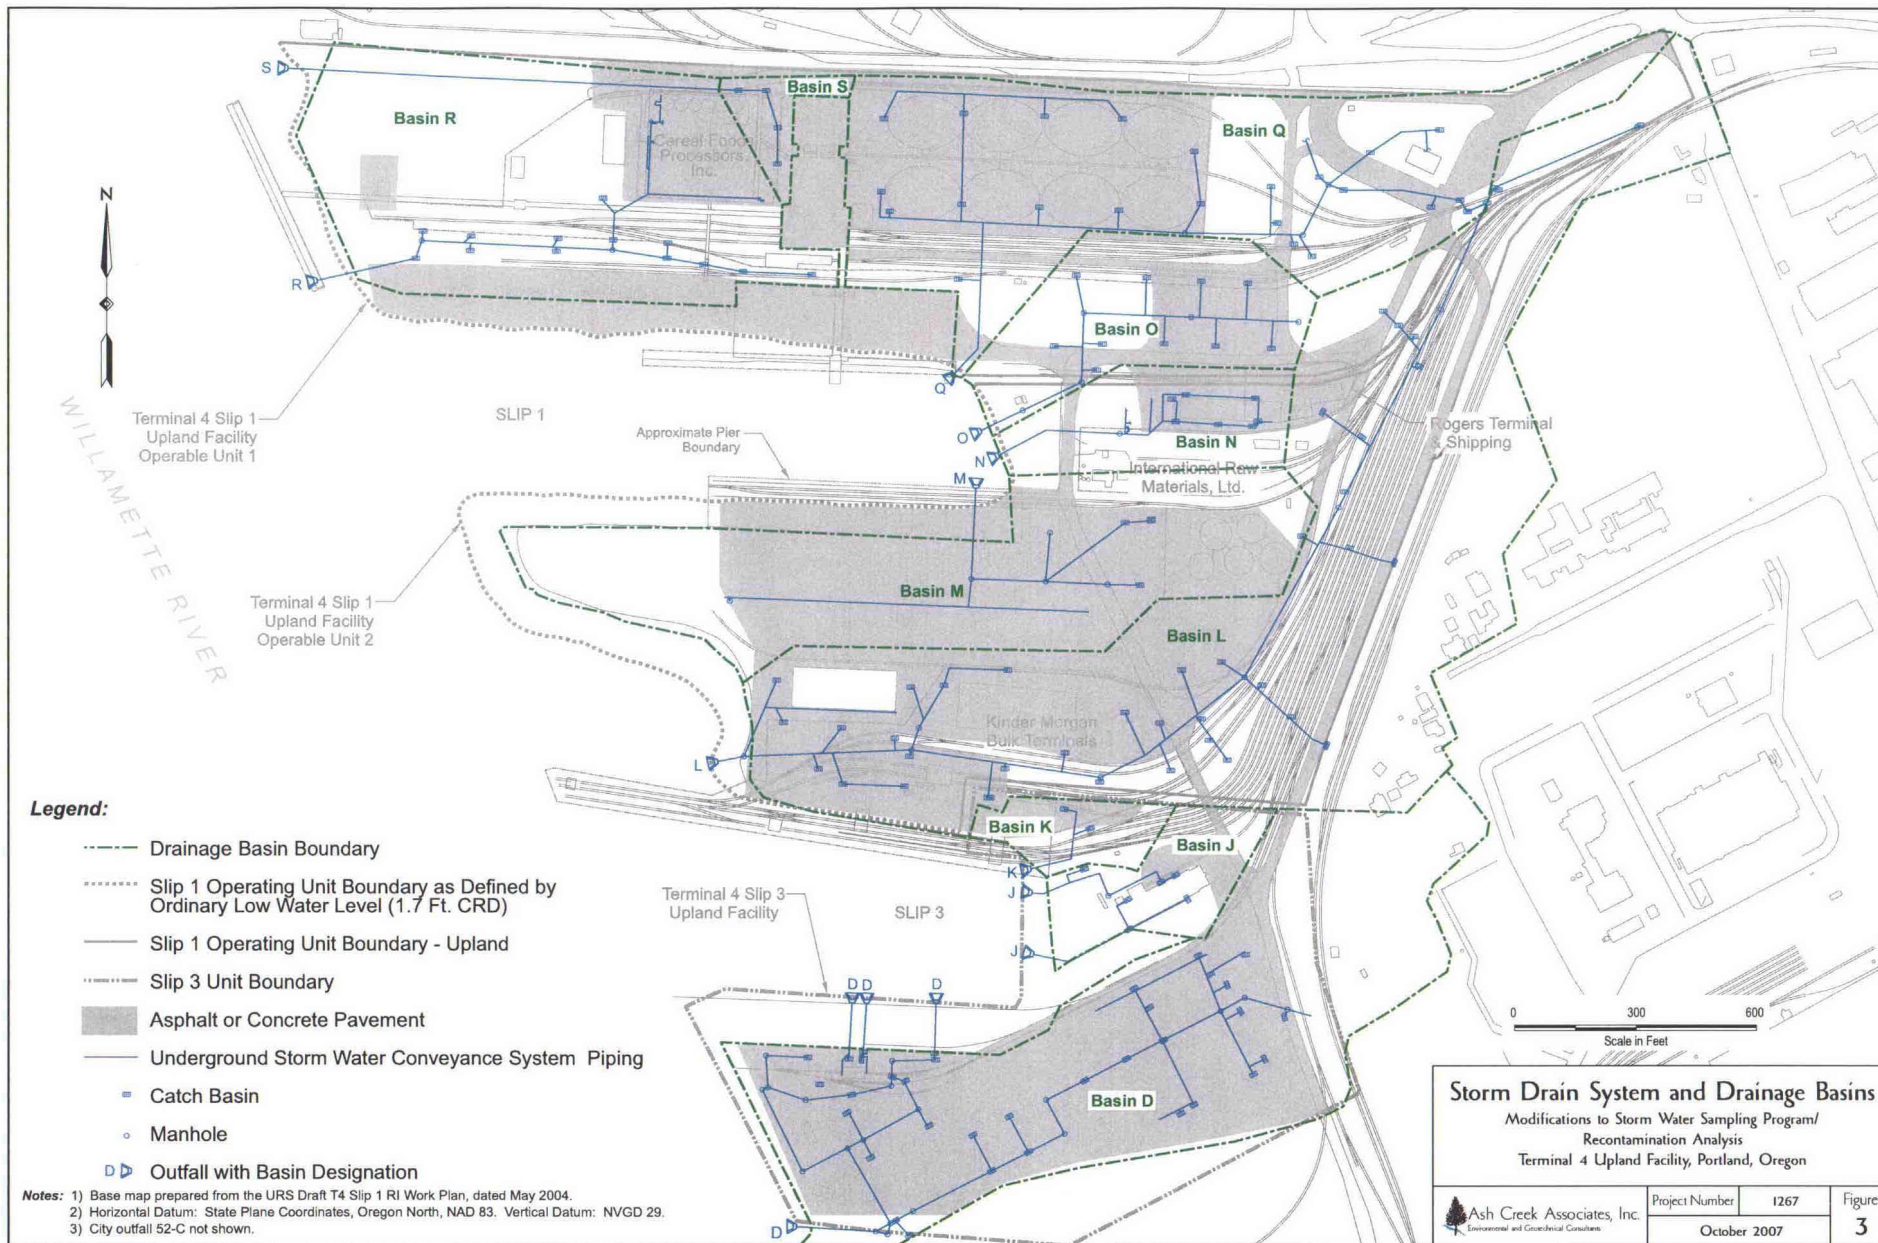 S
Basin S
Basin R
Basin Q
Cereal Food
Processors,
Inc.
N
R
Basin O
Q
Terminal 4 Slip 1
Upland Facility
Operable Unit 1
SLIP 1
WILLAMETTE RIVER
Approximate Pier
Boundary
O
N
Basin N
Rogers Terminal
& Shipping
International Raw
Materials, Ltd.
M
Basin M
Terminal 4 Slip 1
Upland Facility
Operable Unit 2
Basin L
Kinder Morgan
Bulk Terminals
L
Basin K
Basin J
K
J
Terminal 4 Slip 3
Upland Facility
SLIP 3
J
D D D
Basin D
D
Legend:
Drainage Basin Boundary
Slip 1 Operating Unit Boundary as Defined by
Ordinary Low Water Level (1.7 Ft. CRD)
Slip 1 Operating Unit Boundary - Upland
Slip 3 Unit Boundary
Asphalt or Concrete Pavement
Underground Storm Water Conveyance System Piping
Catch Basin
Manhole
D Outfall with Basin Designation
Notes: 1) Base map prepared from the URS Draft T4 Slip 1 RI Work Plan, dated May 2004.
2) Horizontal Datum: State Plane Coordinates, Oregon North, NAD 83. Vertical Datum: NVGD 29.
3) City outfall 52-C not shown.
0 300 600
Scale in Feet
Storm Drain System and Drainage Basins
Modifications to Storm Water Sampling Program/
Recontamination Analysis
Terminal 4 Upland Facility, Portland, Oregon
Ash Creek Associates, Inc.
Environmental and Geotechnical Consultants
Project Number 1267
October 2007
Figure
3